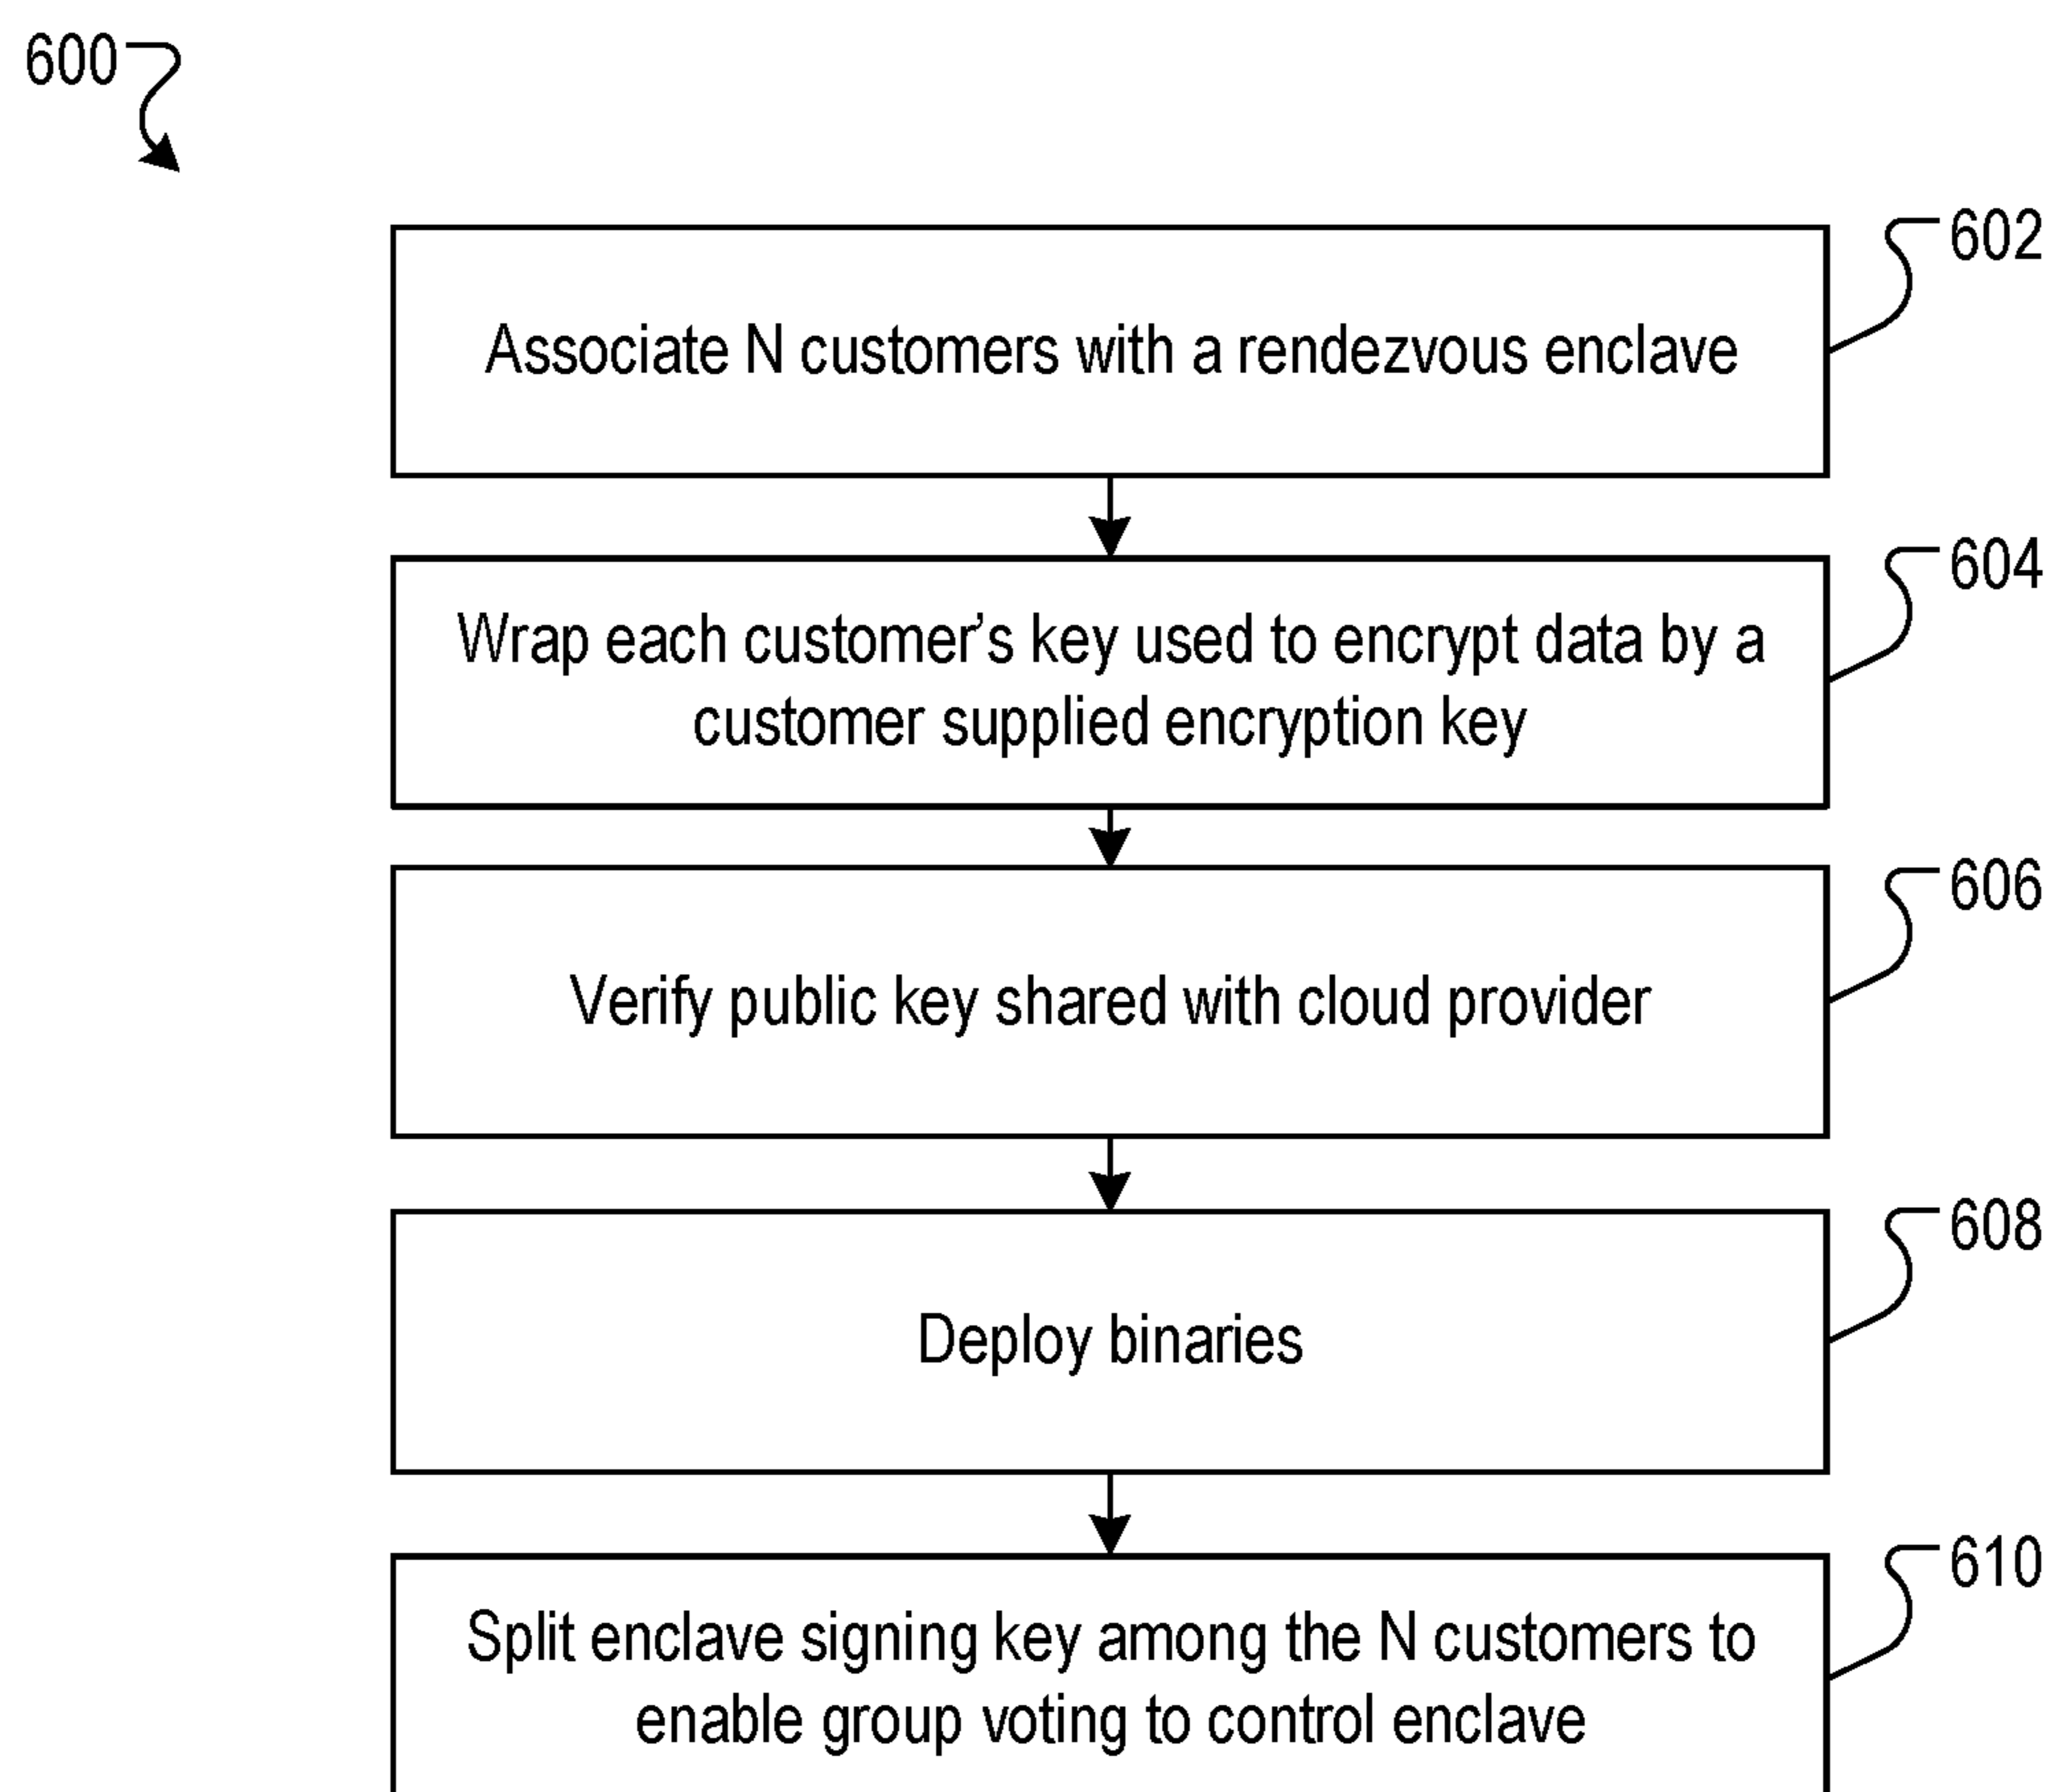 600
602
Associate N customers with a rendezvous enclave
604
Wrap each customer's key used to encrypt data by a
customer supplied encryption key
606
Verify public key shared with cloud provider
608
Deploy binaries
610
Split enclave signing key among the N customers to
enable group voting to control enclave